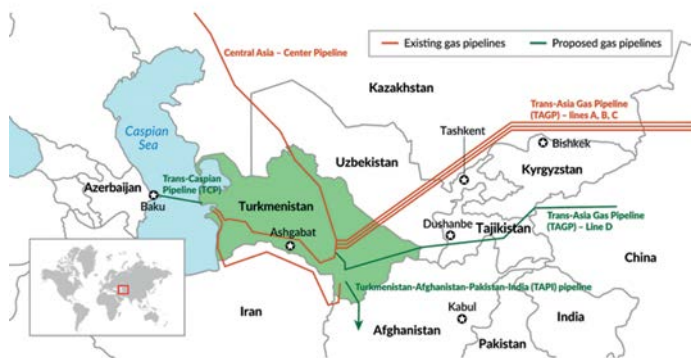 Existing gas pipelines
Proposed gas pipelines
Central Asia – Center Pipeline
Kazakhstan
Trans-Asia Gas Pipeline
(TAGP) – lines A, B, C
Caspian
Sea
Tashkent
Bishkek
Uzbekistan
Kyrgyzstan
Trans-Caspian
Pipeline (TCP)
Azerbaijan
Baku
Turkmenistan
Ashgabat
Dushanbe
Tajikistan
Trans-Asia Gas Pipeline
(TAGP) – Line D
China
Turkmenistan-Afghanistan-Pakistan-India (TAPI) pipeline
Iran
Kabul
Afghanistan
India
Pakistan